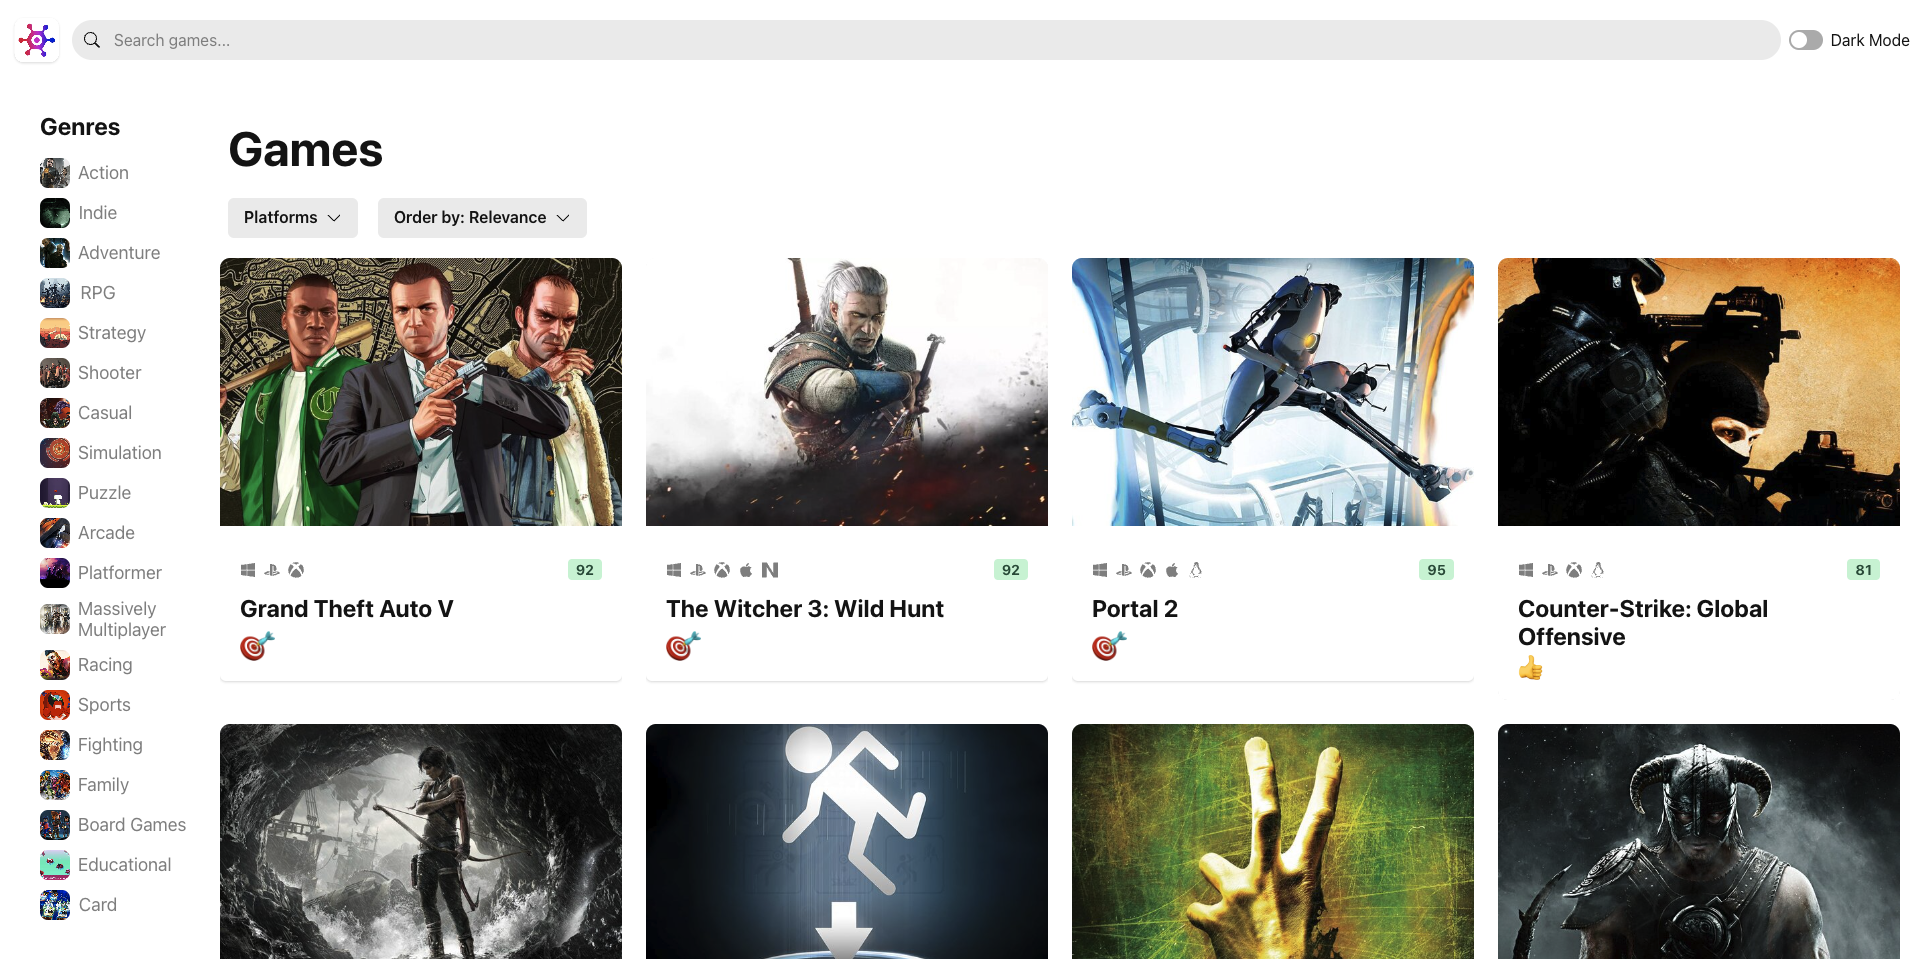 Search games...
Dark Mode
Genres
Action
Indie
Adventure
RPG
Strategy
Shooter
Casual
Simulation
Puzzle
Arcade
Platformer
Massively
Multiplayer
Racing
Sports
Fighting
Family
Board Games
Educational
Card
Games
Platforms
Order by: Relevance
92
Grand Theft Auto V
92
The Witcher 3: Wild Hunt
95
Portal 2
81
Counter-Strike: Global
Offensive